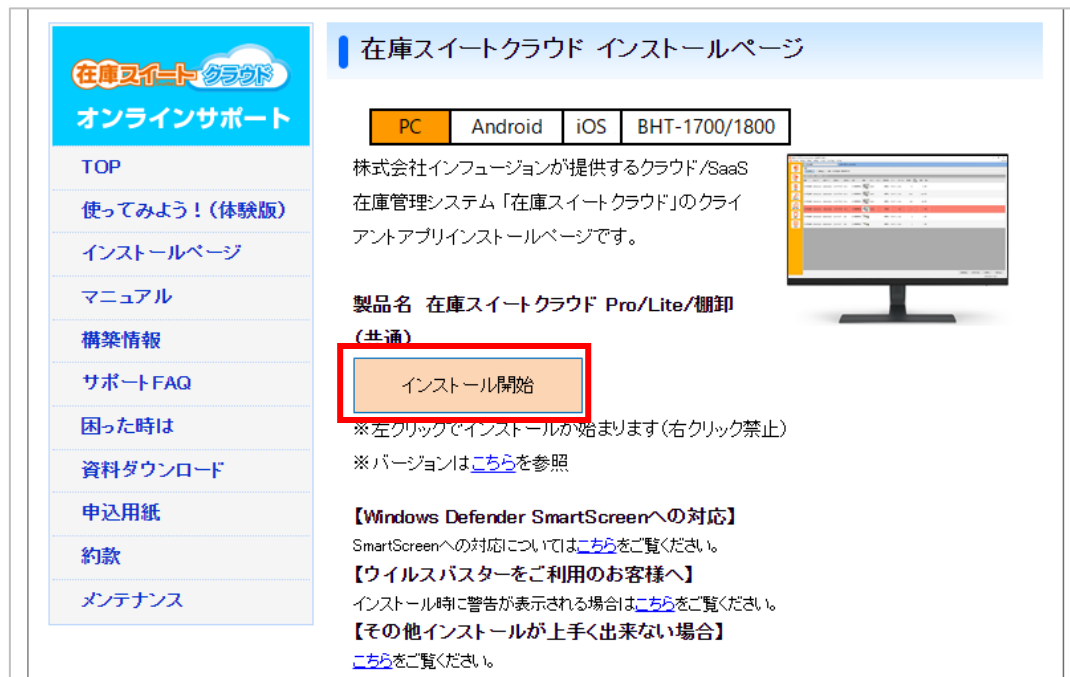 在庫スイートクラウド
オンラインサポート
TOP
使ってみよう！(体験版)
インストールページ
マニュアル
構築情報
サポートFAQ
困った時は
資料ダウンロード
申込用紙
約款
メンテナンス
在庫スイートクラウド インストールページ
PC Android iOS BHT-1700/1800
株式会社インフュージョンが提供するクラウド/SaaS
在庫管理システム「在庫スイートクラウド」のクライ
アントアプリインストールページです。
製品名 在庫スイートクラウド Pro/Lite/棚卸
(共通)
インストール開始
※左クリックでインストールが始まります(右クリック禁止)
※バージョンはこちらを参照
【Windows Defender SmartScreenへの対応】
SmartScreenへの対応についてはこちらをご覧ください。
【ウイルスバスターをご利用のお客様へ】
インストール時に警告が表示される場合はこちらをご覧ください。
【その他インストールが上手く出来ない場合】
こちらをご覧ください。